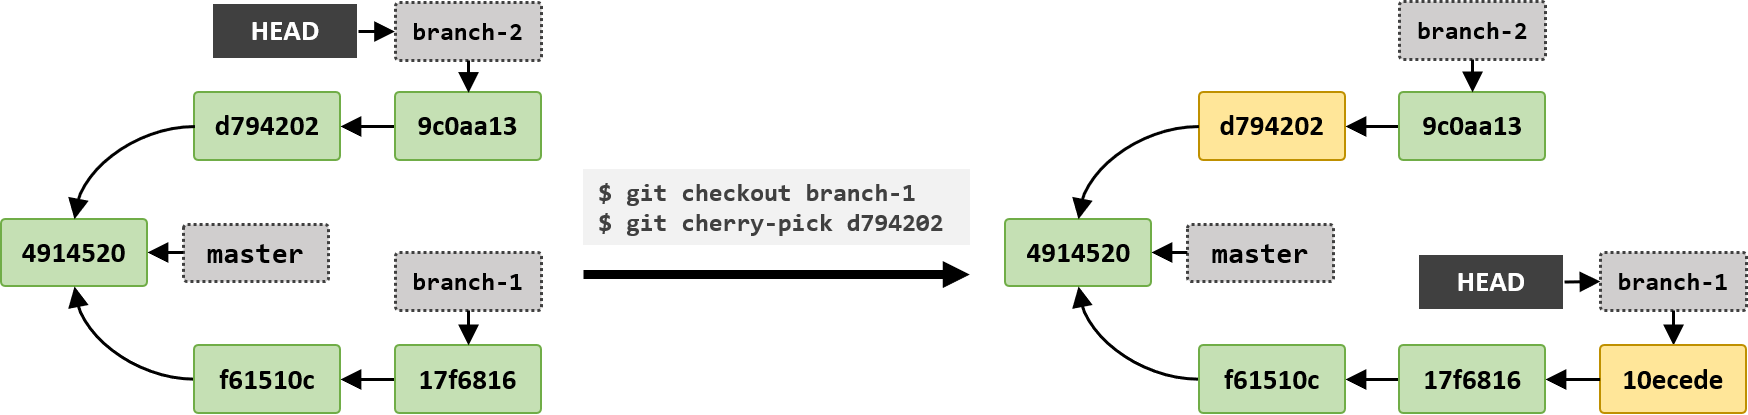 HEAD
branch-2
d794202
9c0aa13
4914520
master
branch-1
f61510c
17f6816
$ git checkout branch-1
$ git cherry-pick d794202
branch-2
d794202
9c0aa13
4914520
master
HEAD
branch-1
f61510c
17f6816
10ecede